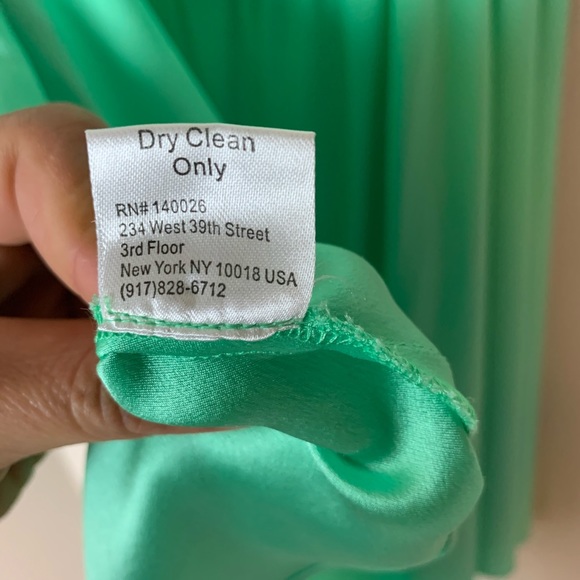 Dry Clean
Only
RN# 140026
234 West 39th Street
3rd Floor
New York NY 10018 USA
(917)828-6712